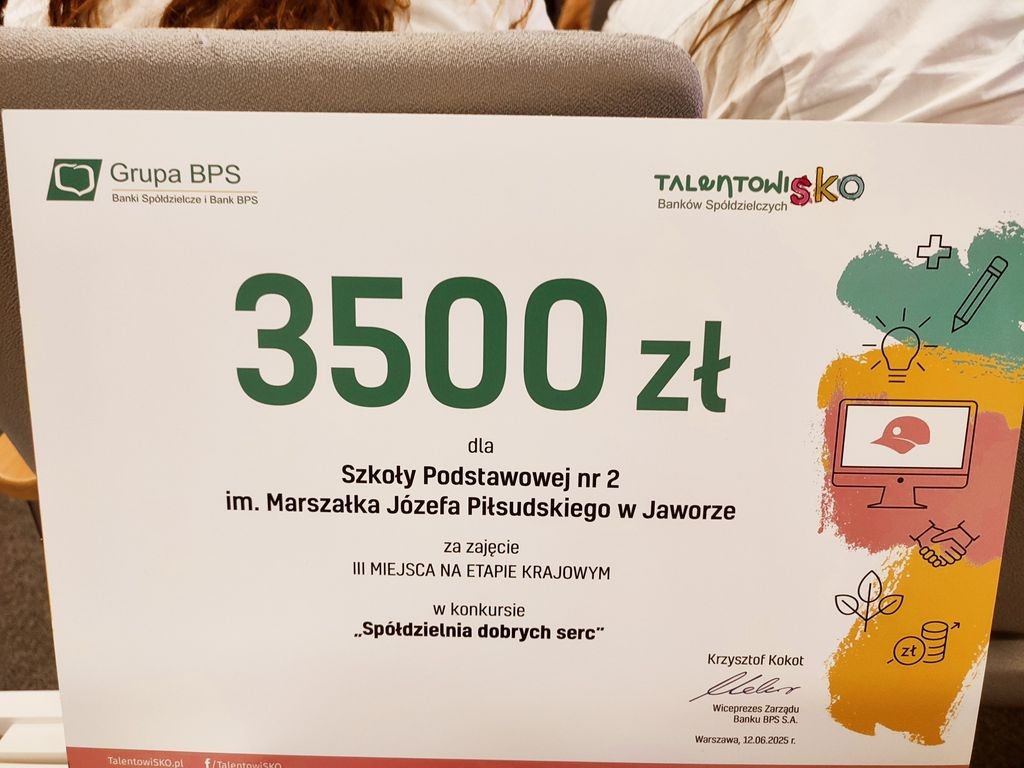 Grupa BPS
Banki Spółdzielcze i Bank BPS
TALENTOWISKO
Banków Spółdzielczych
3500 zł
dla
Szkoły Podstawowej nr 2
im. Marszałka Józefa Piłsudskiego w Jaworze
za zajęcie
III MIEJSCA NA ETAPIE KRAJOWYM
w konkursie
„Spółdzielnia dobrych serc”
zł
Krzysztof Kokot
Wiceprezes Zarządu
Banku BPS S.A.
Warszawa, 12.06.2025 r.
TalentowiSKO.pl f/TalentowiSKO